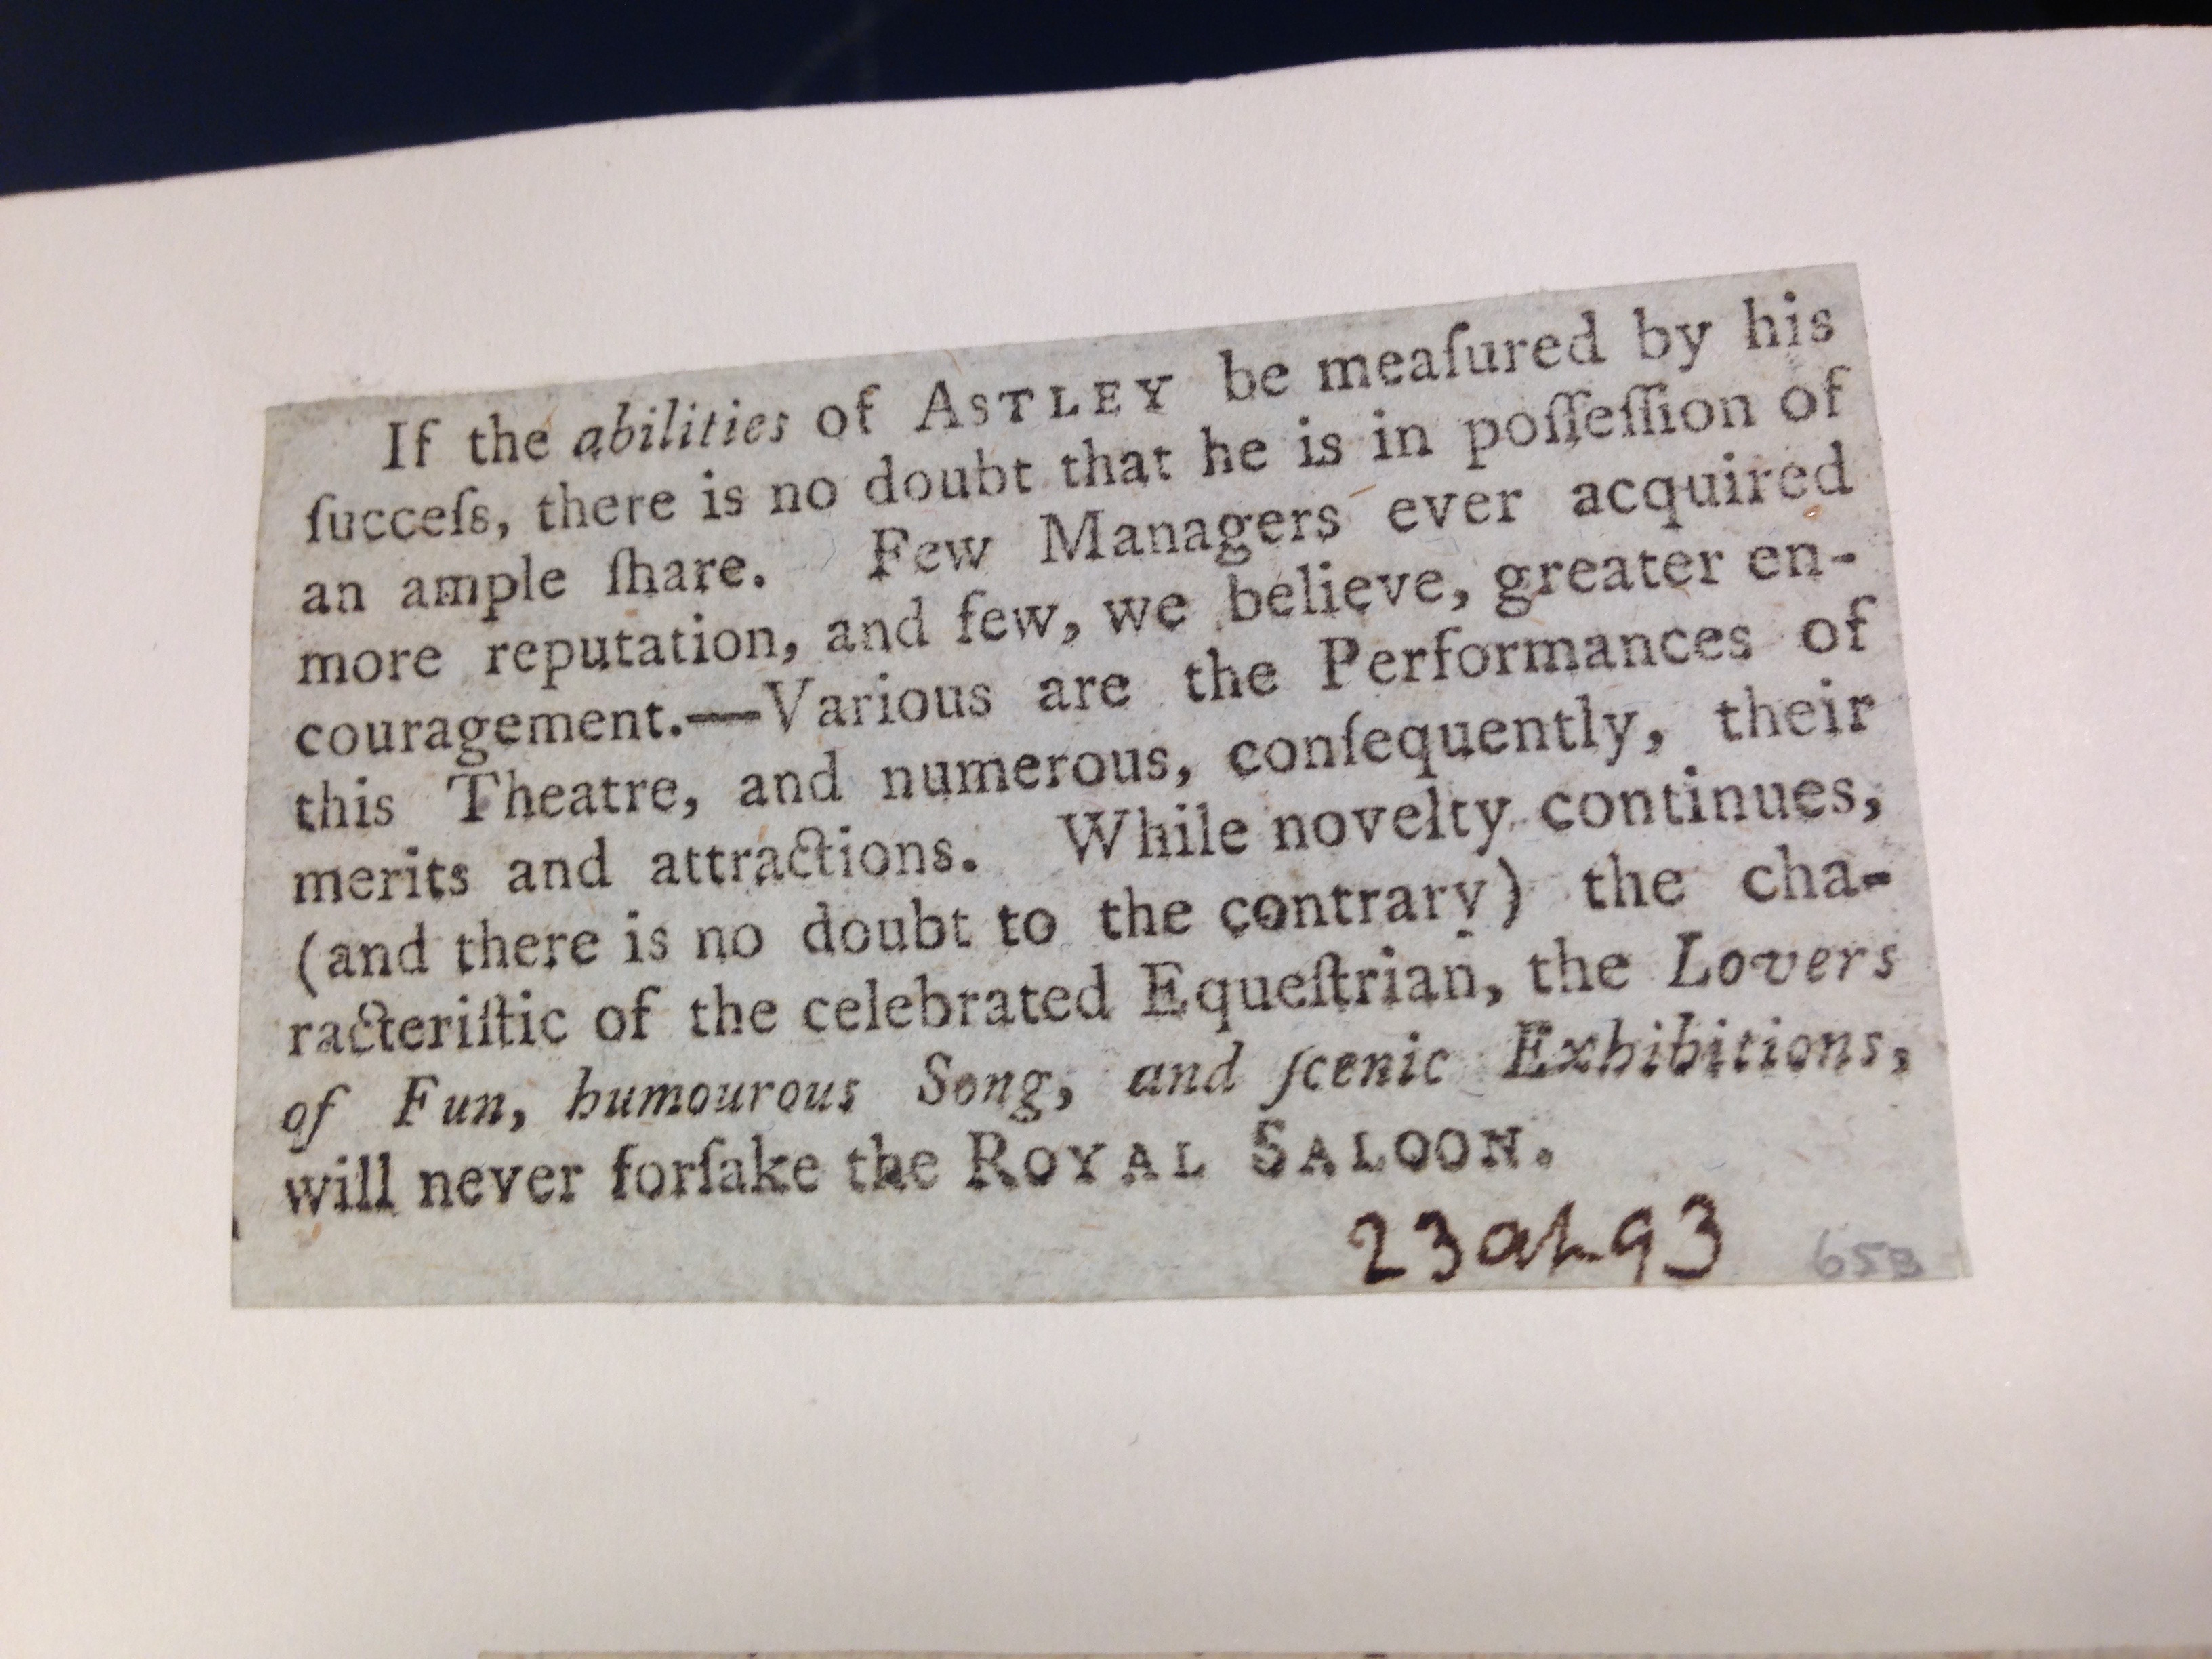 If the abilities of ASTLEY be meaſured by his
ſucceſs, there is no doubt that he is in poſſeſſion of
an ample ſhare. Few Managers ever acquired
more reputation, and few, we believe, greater en-
couragement.—Various are the Performances of
this Theatre, and numerous, conſequently, their
merits and attractions. While novelty continues,
(and there is no doubt to the contrary) the cha-
racteriſtic of the celebrated Equeſtrian, the Lovers
of Fun, humourous Song, and ſcenic Exhibitions,
will never forſake the ROYAL SALOON.
23 93